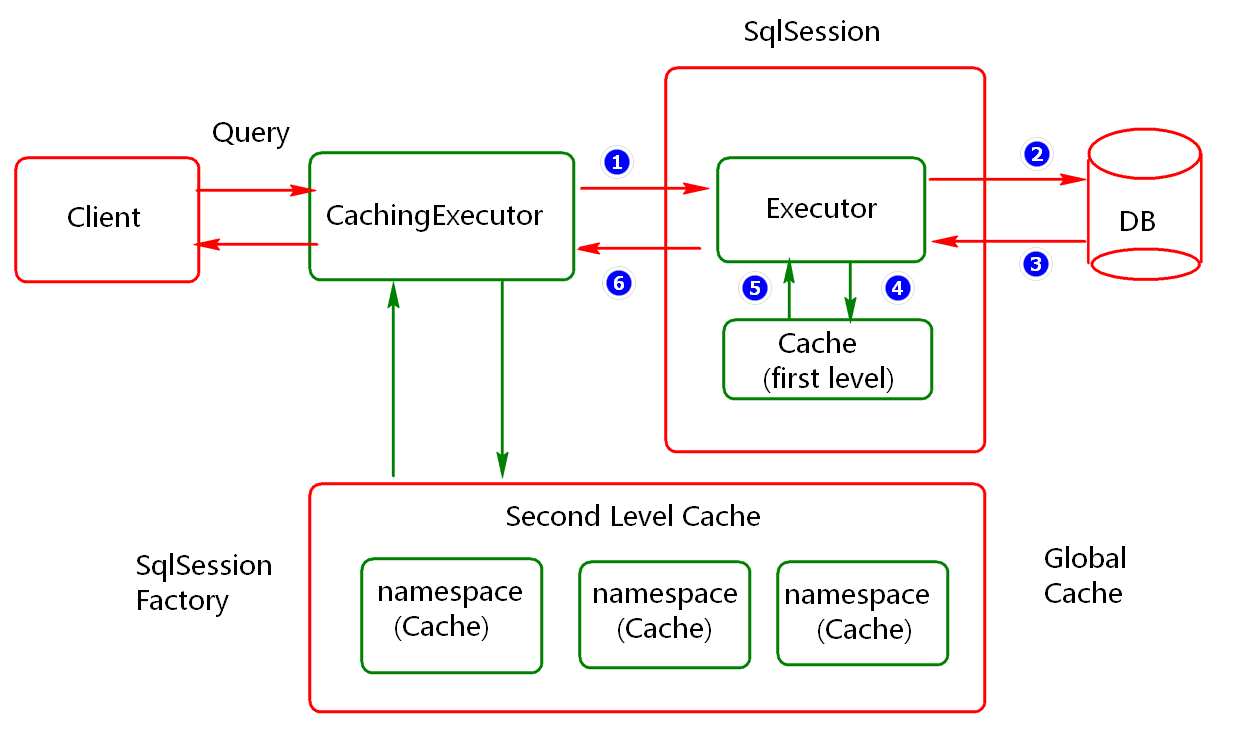 SqlSession
Query
1
2
Client
CachingExecutor
Executor
DB
6
5
4
3
Cache
(first level)
Second Level Cache
SqlSession
Factory
Global
Cache
namespace
(Cache)
namespace
(Cache)
namespace
(Cache)